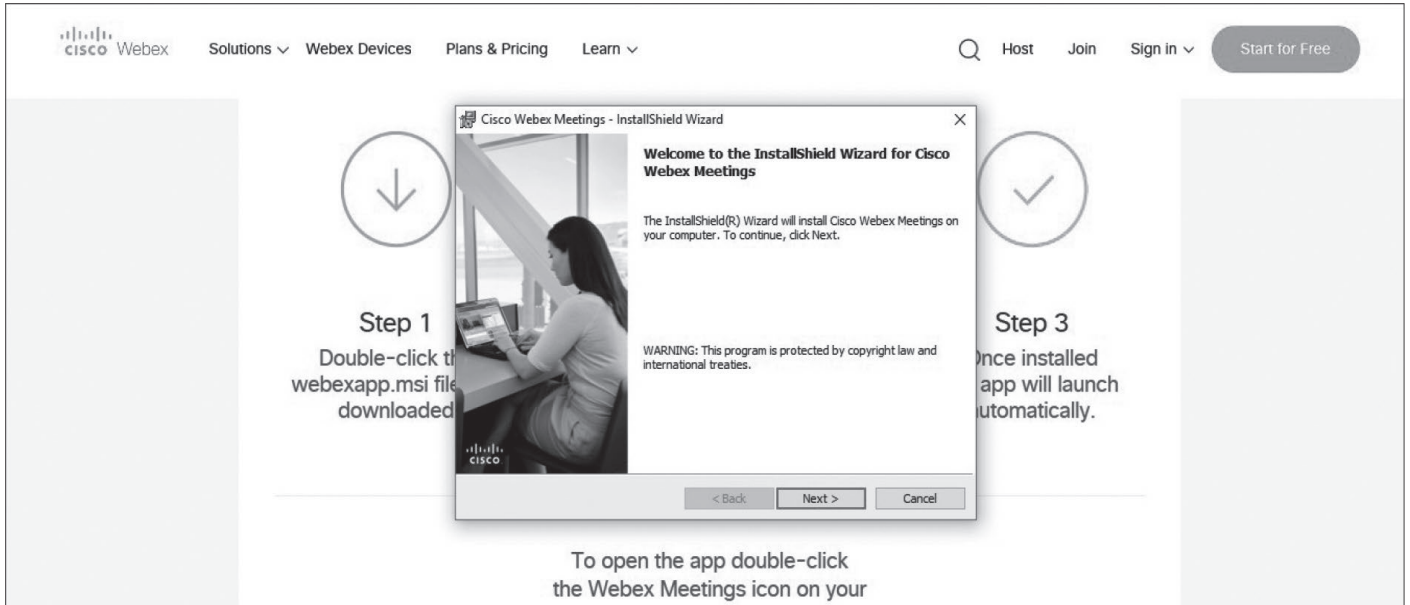 CISCO Webex
Solutions Webex Devices Plans & Pricing Learn Host Join Sign in Start for Free
Cisco Webex Meetings - InstallShield Wizard
Welcome to the InstallShield Wizard for Cisco
Webex Meetings
The InstallShield(R) Wizard will install Cisco Webex Meetings on
your computer. To continue, click Next.
WARNING: This program is protected by copyright law and
international treaties.
CISCO
< Back Next > Cancel
Step 1
Double-click
webexapp.msi
downloaded
Step 3
installed
app will launch
To open the app double-click
the Webex Meetings icon on your